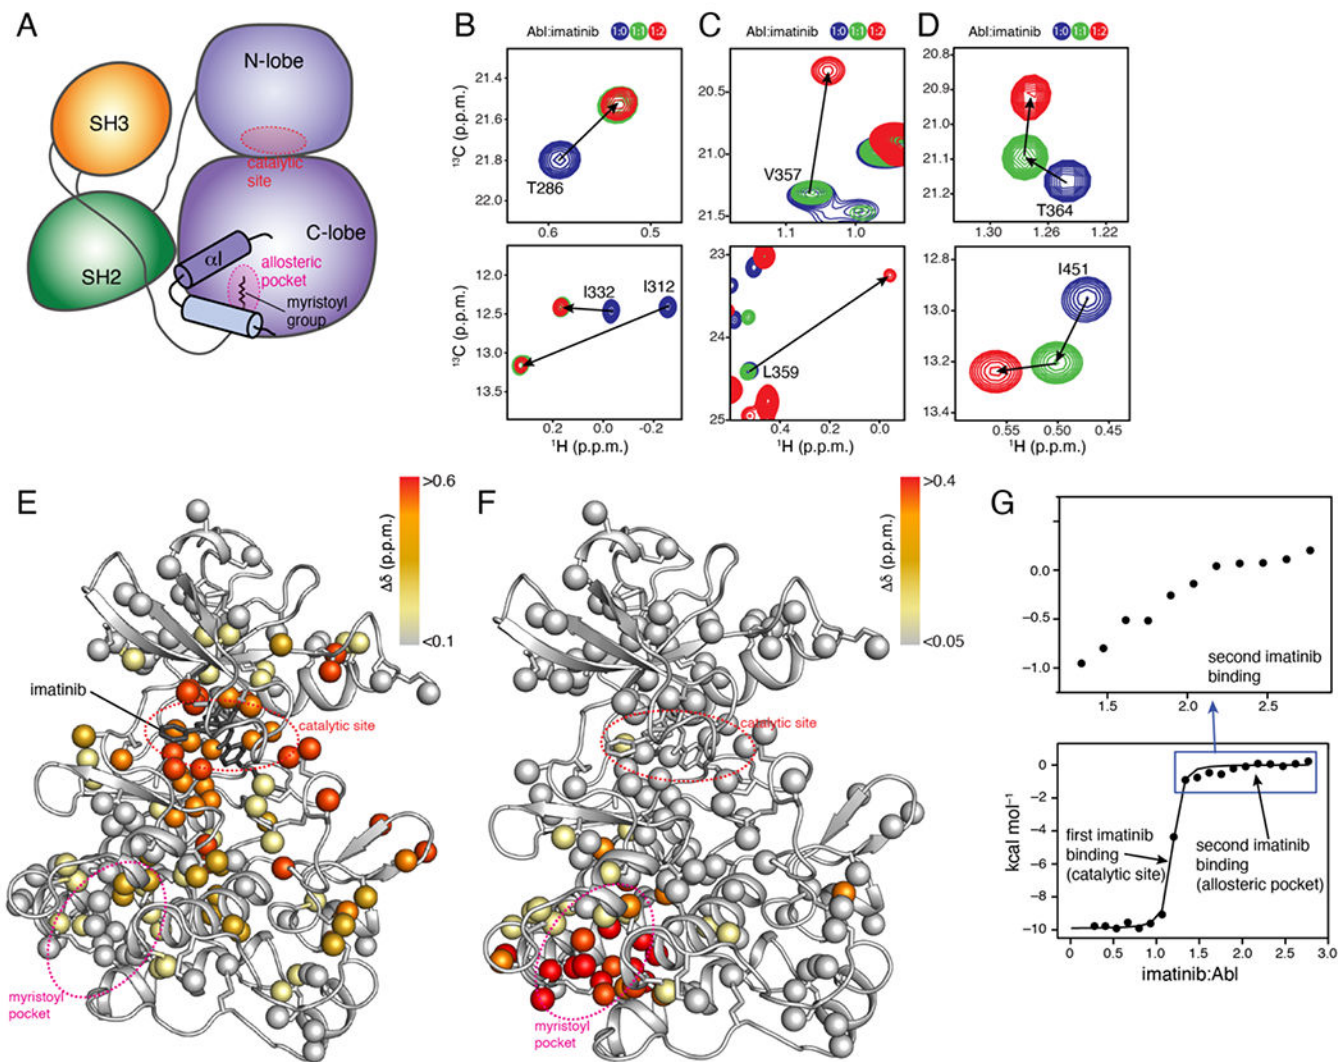 A
N-lobe
SH3
catalytic
site
C-lobe
αI
SH2
allosteric
pocket
myristoyl
group
B
Abl:imatinib 1:0 1:1 1:2
21.4
21.6
21.8
22.0
¹³C (p.p.m.)
T286
0.6
0.5
12.0
12.5
13.0
13.5
¹³C (p.p.m.)
I332
I312
0.2
0.0
-0.2
¹H (p.p.m.)
C
Abl:imatinib 1:0 1:1 1:2
20.5
21.0
21.5
V357
1.1
1.0
23
24
25
L359
0.4
0.0
¹H (p.p.m.)
D
Abl:imatinib 1:0 1:1 1:2
20.8
20.9
21.0
21.1
21.2
T364
1.30
1.26
1.22
12.8
13.0
13.2
13.4
I451
0.55
0.50
0.45
¹H (p.p.m.)
E
>0.6
Δδ (p.p.m.)
<0.1
imatinib
catalytic site
myristoyl
pocket
F
>0.4
Δδ (p.p.m.)
<0.05
catalytic site
myristoyl
pocket
G
0.0
−0.5
−1.0
second imatinib
binding
1.5
2.0
2.5
0
−2
−4
−6
−8
−10
kcal mol⁻¹
first imatinib
binding
(catalytic site)
second imatinib
binding
(allosteric pocket)
0
0.5
1.0
1.5
2.0
2.5
3.0
imatinib:Abl